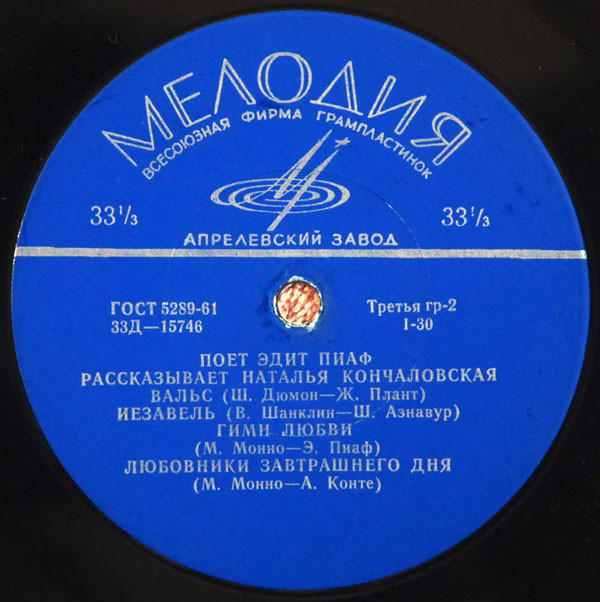 МЕЛОДИЯ
ВСЕСОЮЗНАЯ ФИРМА ГРАМПЛАСТИНОК
33⅓ 33⅓
АПРЕЛЕВСКИЙ ЗАВОД
ГОСТ 5289-61 Третья гр-2
33Д—15746 1-30
ПОЕТ ЭДИТ ПИАФ
РАССКАЗЫВАЕТ НАТАЛЬЯ КОНЧАЛОВСКАЯ
ВАЛЬС (Ш. Дюмон—Ж. Плант)
ИЕЗАВЕЛЬ (В. Шанклин—Ш. Азнавур)
ГИМН ЛЮБВИ
(М. Монно—Э. Пиаф)
ЛЮБОВНИКИ ЗАВТРАШНЕГО ДНЯ
(М. Монно—А. Конте)